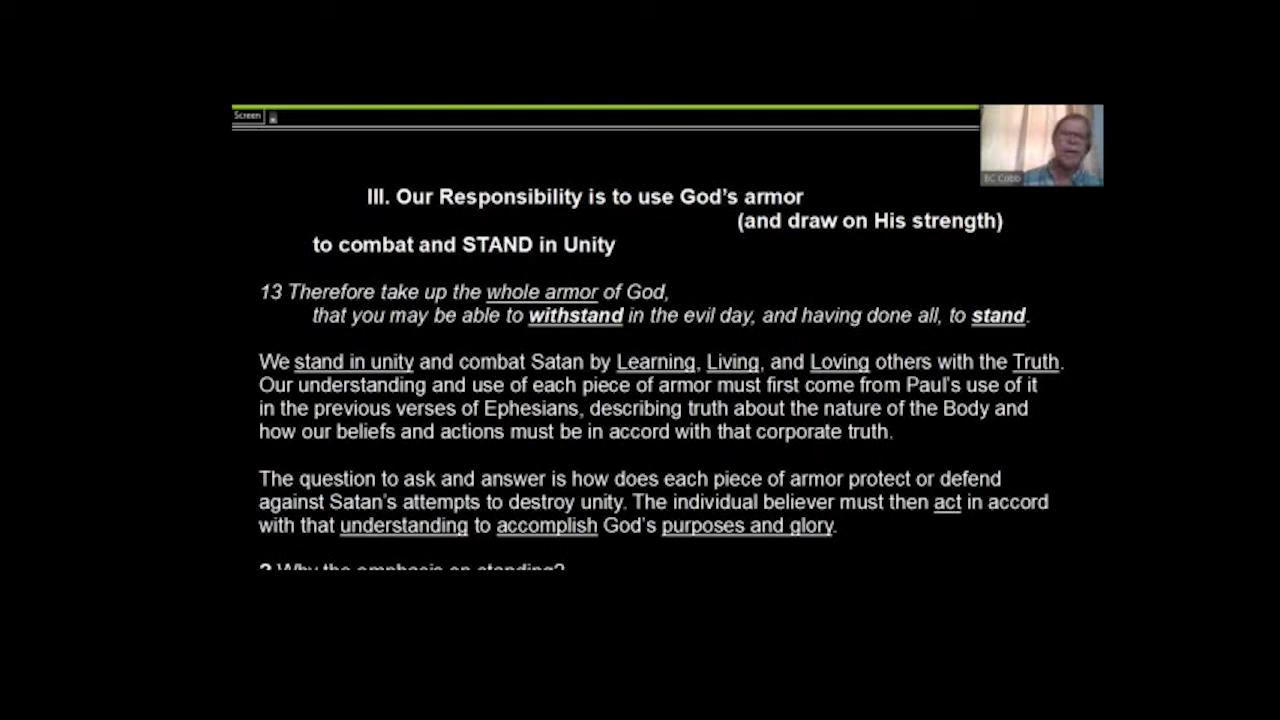 Screen
BC Cobb
III. Our Responsibility is to use God's armor
(and draw on His strength)
to combat and STAND in Unity
13 Therefore take up the whole armor of God,
that you may be able to withstand in the evil day, and having done all, to stand.
We stand in unity and combat Satan by Learning, Living, and Loving others with the Truth.
Our understanding and use of each piece of armor must first come from Paul's use of it
in the previous verses of Ephesians, describing truth about the nature of the Body and
how our beliefs and actions must be in accord with that corporate truth.
The question to ask and answer is how does each piece of armor protect or defend
against Satan's attempts to destroy unity. The individual believer must then act in accord
with that understanding to accomplish God's purposes and glory.
? Why the emphasis on standing?